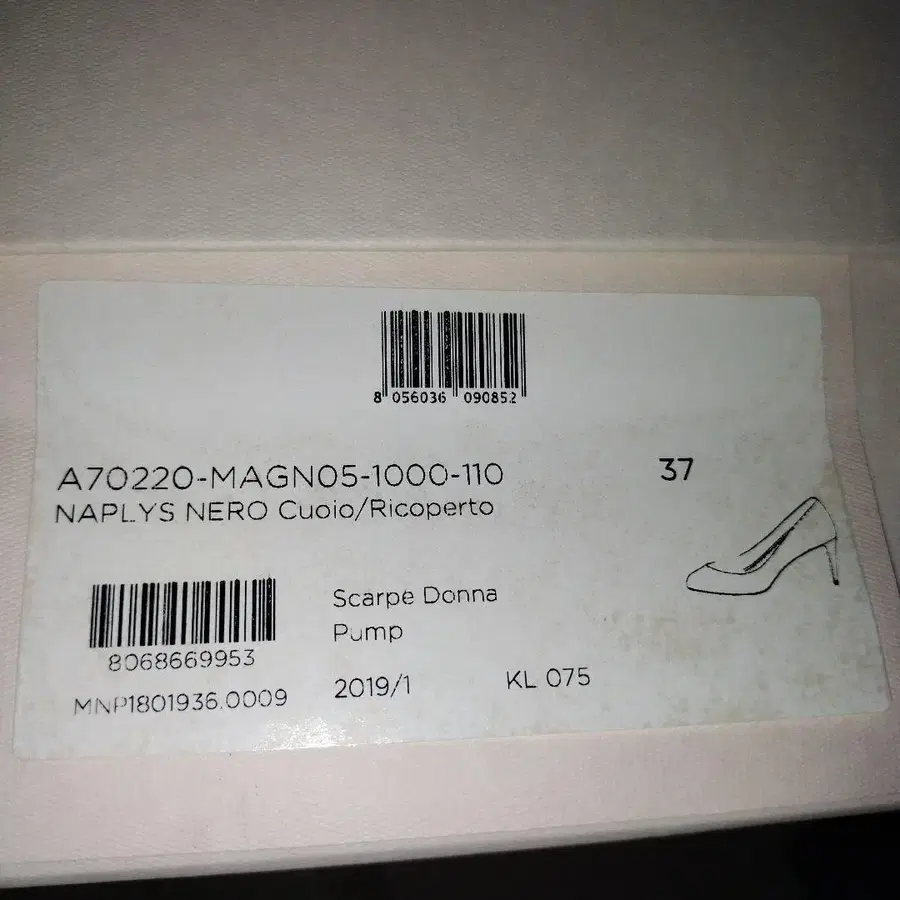 8 056036 090852
A70220-MAGN05-1000-110
37
NAPLYS NERO Cuoio/Ricoperto
8068669953
Scarpe Donna
Pump
MNP1801936.0009
2019/1
KL 075